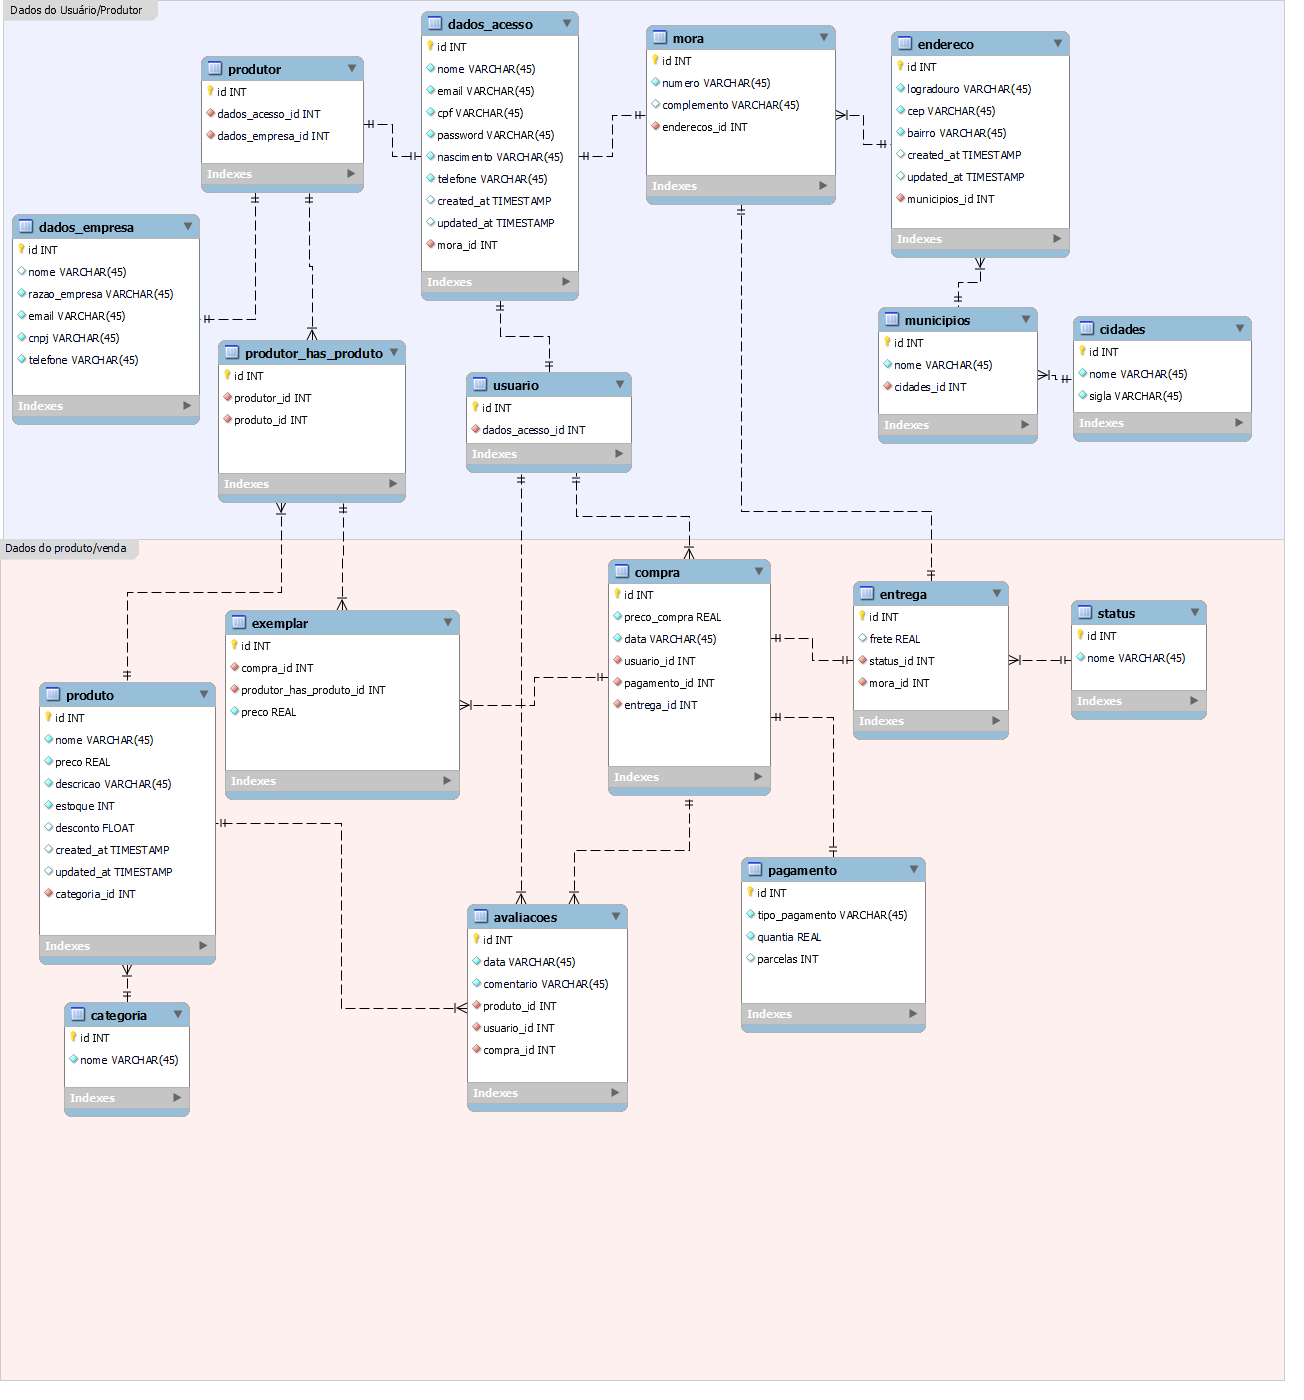 Dados do Usuário/Produtor
dados_acesso
id INT
nome VARCHAR(45)
email VARCHAR(45)
cpf VARCHAR(45)
password VARCHAR(45)
nascimento VARCHAR(45)
telefone VARCHAR(45)
created_at TIMESTAMP
updated_at TIMESTAMP
mora_id INT
Indexes
mora
id INT
numero VARCHAR(45)
complemento VARCHAR(45)
enderecos_id INT
Indexes
endereco
id INT
logradouro VARCHAR(45)
cep VARCHAR(45)
bairro VARCHAR(45)
created_at TIMESTAMP
updated_at TIMESTAMP
municipios_id INT
Indexes
produtor
id INT
dados_acesso_id INT
dados_empresa_id INT
Indexes
dados_empresa
id INT
nome VARCHAR(45)
razao_empresa VARCHAR(45)
email VARCHAR(45)
cnpj VARCHAR(45)
telefone VARCHAR(45)
Indexes
produtor_has_produto
id INT
produtor_id INT
produto_id INT
Indexes
usuario
id INT
dados_acesso_id INT
Indexes
municipios
id INT
nome VARCHAR(45)
cidades_id INT
Indexes
cidades
id INT
nome VARCHAR(45)
sigla VARCHAR(45)
Indexes
Dados do produto/venda
exemplar
id INT
compra_id INT
produtor_has_produto_id INT
preco REAL
Indexes
compra
id INT
preco_compra REAL
data VARCHAR(45)
usuario_id INT
pagamento_id INT
entrega_id INT
Indexes
entrega
id INT
frete REAL
status_id INT
mora_id INT
Indexes
status
id INT
nome VARCHAR(45)
Indexes
produto
id INT
nome VARCHAR(45)
preco REAL
descricao VARCHAR(45)
estoque INT
desconto FLOAT
created_at TIMESTAMP
updated_at TIMESTAMP
categoria_id INT
Indexes
avaliacoes
id INT
data VARCHAR(45)
comentario VARCHAR(45)
produto_id INT
usuario_id INT
compra_id INT
Indexes
pagamento
id INT
tipo_pagamento VARCHAR(45)
quantia REAL
parcelas INT
Indexes
categoria
id INT
nome VARCHAR(45)
Indexes